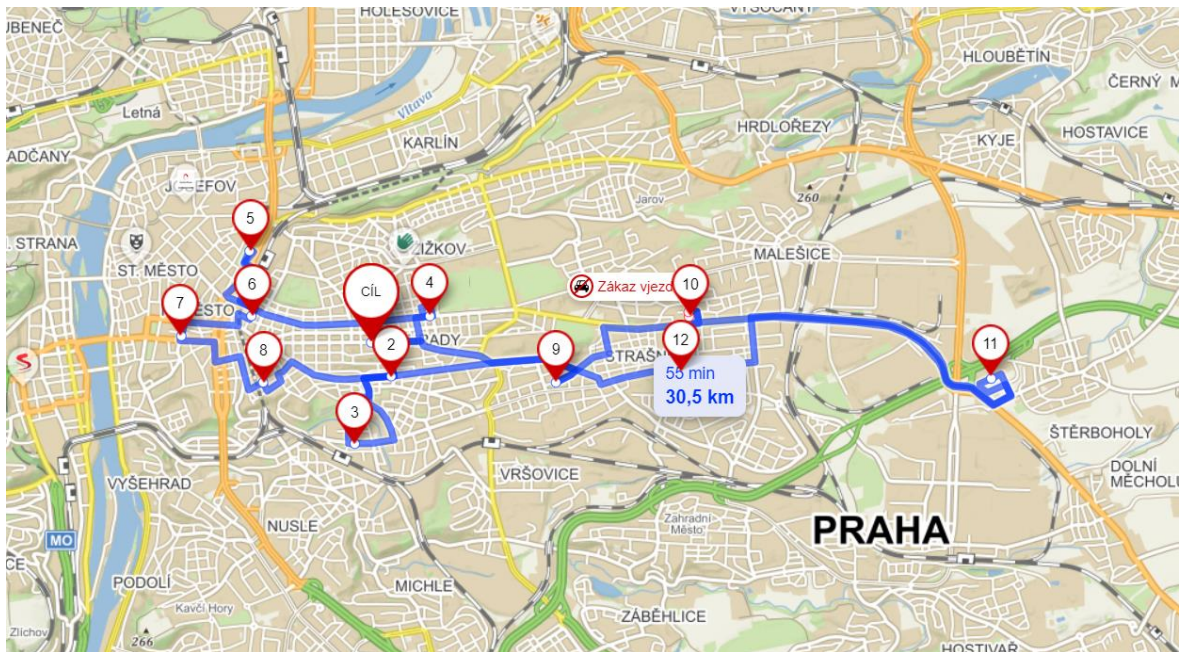 UBENEČ
HOLEŠOVICE
VYSOČANY
HLOUBĚTÍN
Letná
Vltava
ČERNÝ M
KARLÍN
HRDLOŘEZY
KYJE
HOSTAVICE
ADČANY
JOSEFOV
260
Jarov
5
STRANA
ŽIŽKOV
MALEŠICE
ST. MĚSTO
6
4
Zákaz vjezd
10
7
MĚSTO
CÍL
ADY
8
2
9
STRAŠN
12
11
55 min
30,5 km
3
ŠTĚRBOHOLY
VRŠOVICE
DOLNÍ
MĚCHOLU
VYŠEHRAD
NUSLE
Zahradní
Město
PRAHA
MO
CE
PODOLÍ
MICHLE
Kavčí Hory
ZÁBĚHLICE
Zlíchov
266
HOSTIVAŘ